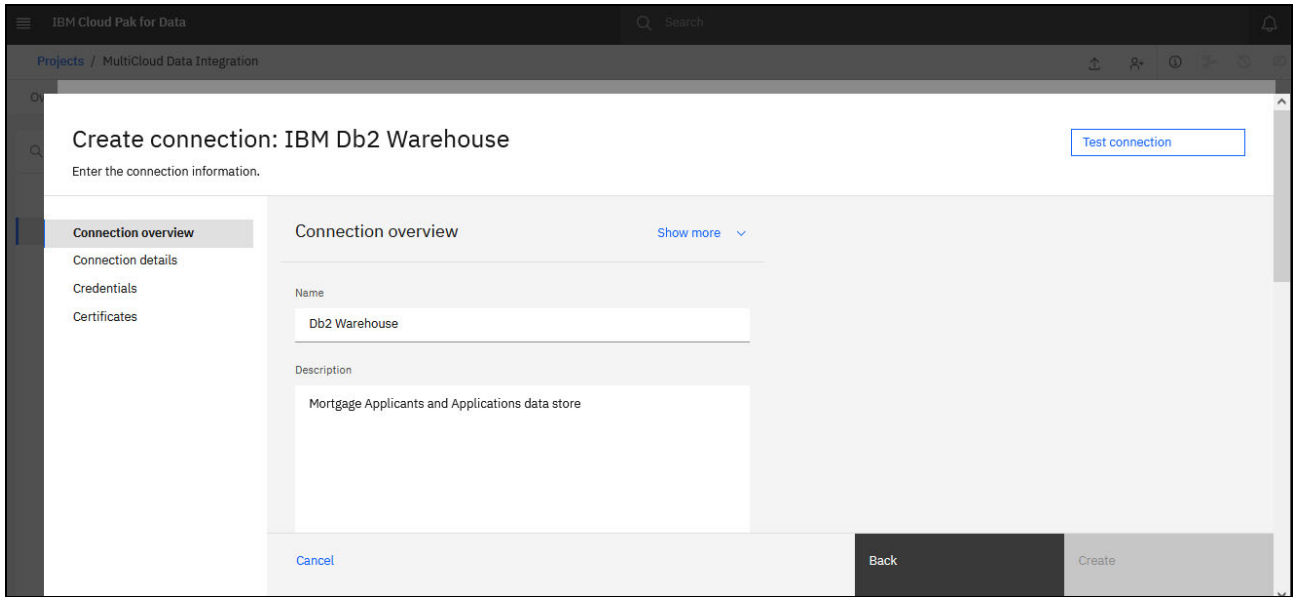 IBM Cloud Pak for Data
Search
Projects / MultiCloud Data Integration
Ov
Create connection: IBM Db2 Warehouse
Test connection
Enter the connection information.
Connection overview
Connection details
Credentials
Certificates
Connection overview
Show more
Name
Db2 Warehouse
Description
Mortgage Applicants and Applications data store
Cancel
Back
Create